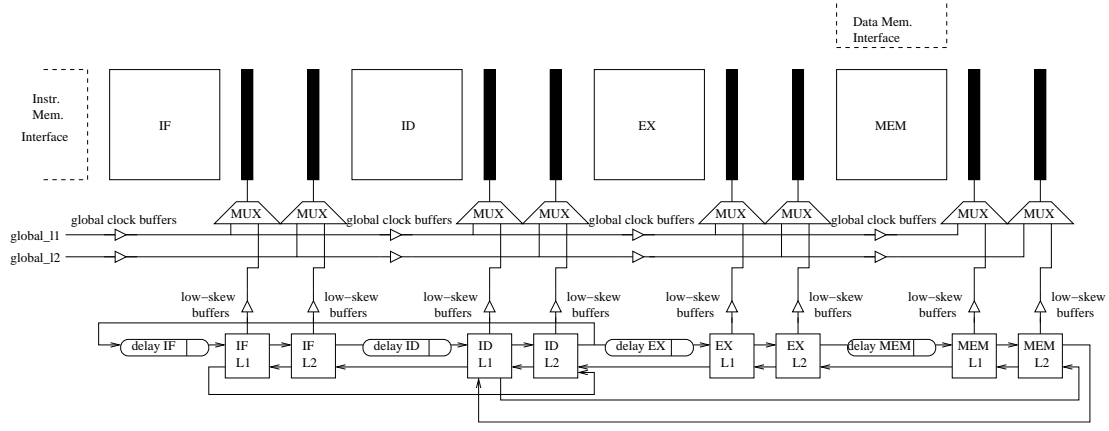 Data Mem.
Interface
Instr.
Mem.
Interface
IF
ID
EX
MEM
MUX
MUX
MUX
MUX
MUX
MUX
MUX
MUX
global clock buffers
global clock buffers
global clock buffers
global clock buffers
global_l1
global_l2
low-skew
buffers
low-skew
buffers
low-skew
buffers
low-skew
buffers
low-skew
buffers
low-skew
buffers
low-skew
buffers
low-skew
buffers
delay IF
IF
L1
IF
L2
delay ID
ID
L1
ID
L2
delay EX
EX
L1
EX
L2
delay MEM
MEM
L1
MEM
L2